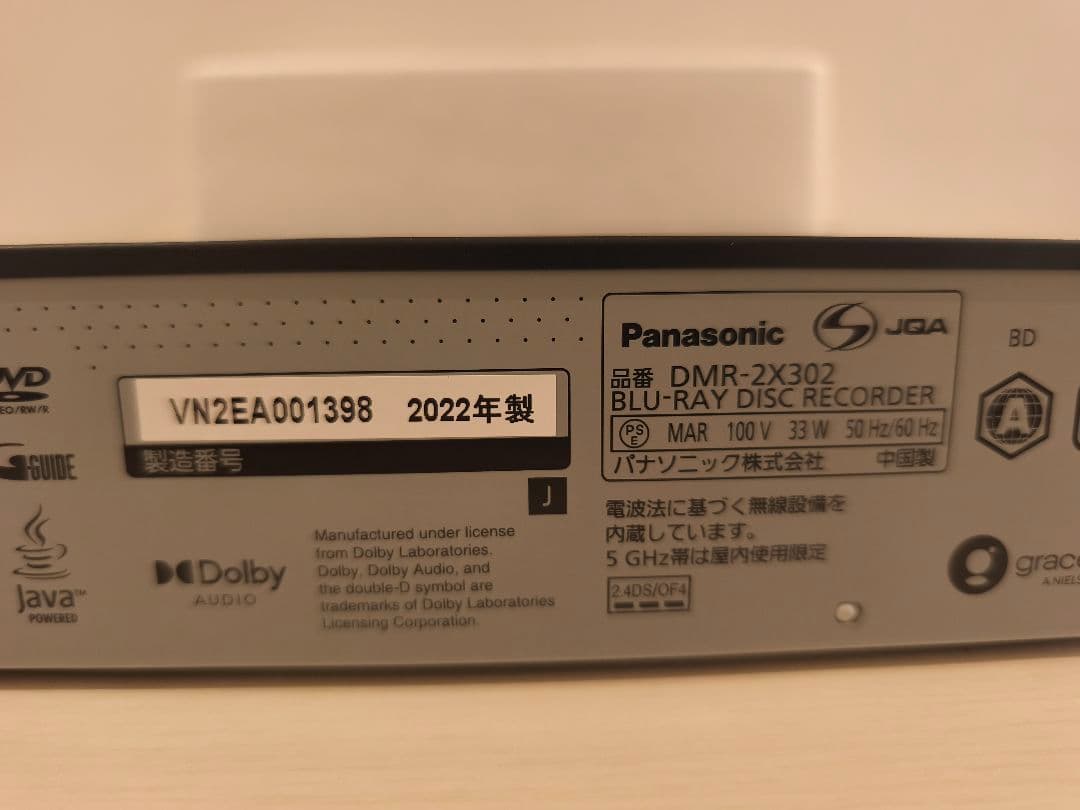 Panasonic
JQA
品番 DMR-2X302
BLU-RAY DISC RECORDER
PS
E
MAR 100 V 33 W 50 Hz/60 Hz
パナソニック株式会社 中国製
BD
A
VN2EA001398 2022年製
製造番号
J
GUIDE
Java™
POWERED
Dolby
AUDIO
Manufactured under license
from Dolby Laboratories.
Dolby, Dolby Audio, and
the double-D symbol are
trademarks of Dolby Laboratories
Licensing Corporation.
電波法に基づく無線設備を
内蔵しています。
5 GHz帯は屋内使用限定
2.4DS/OF4